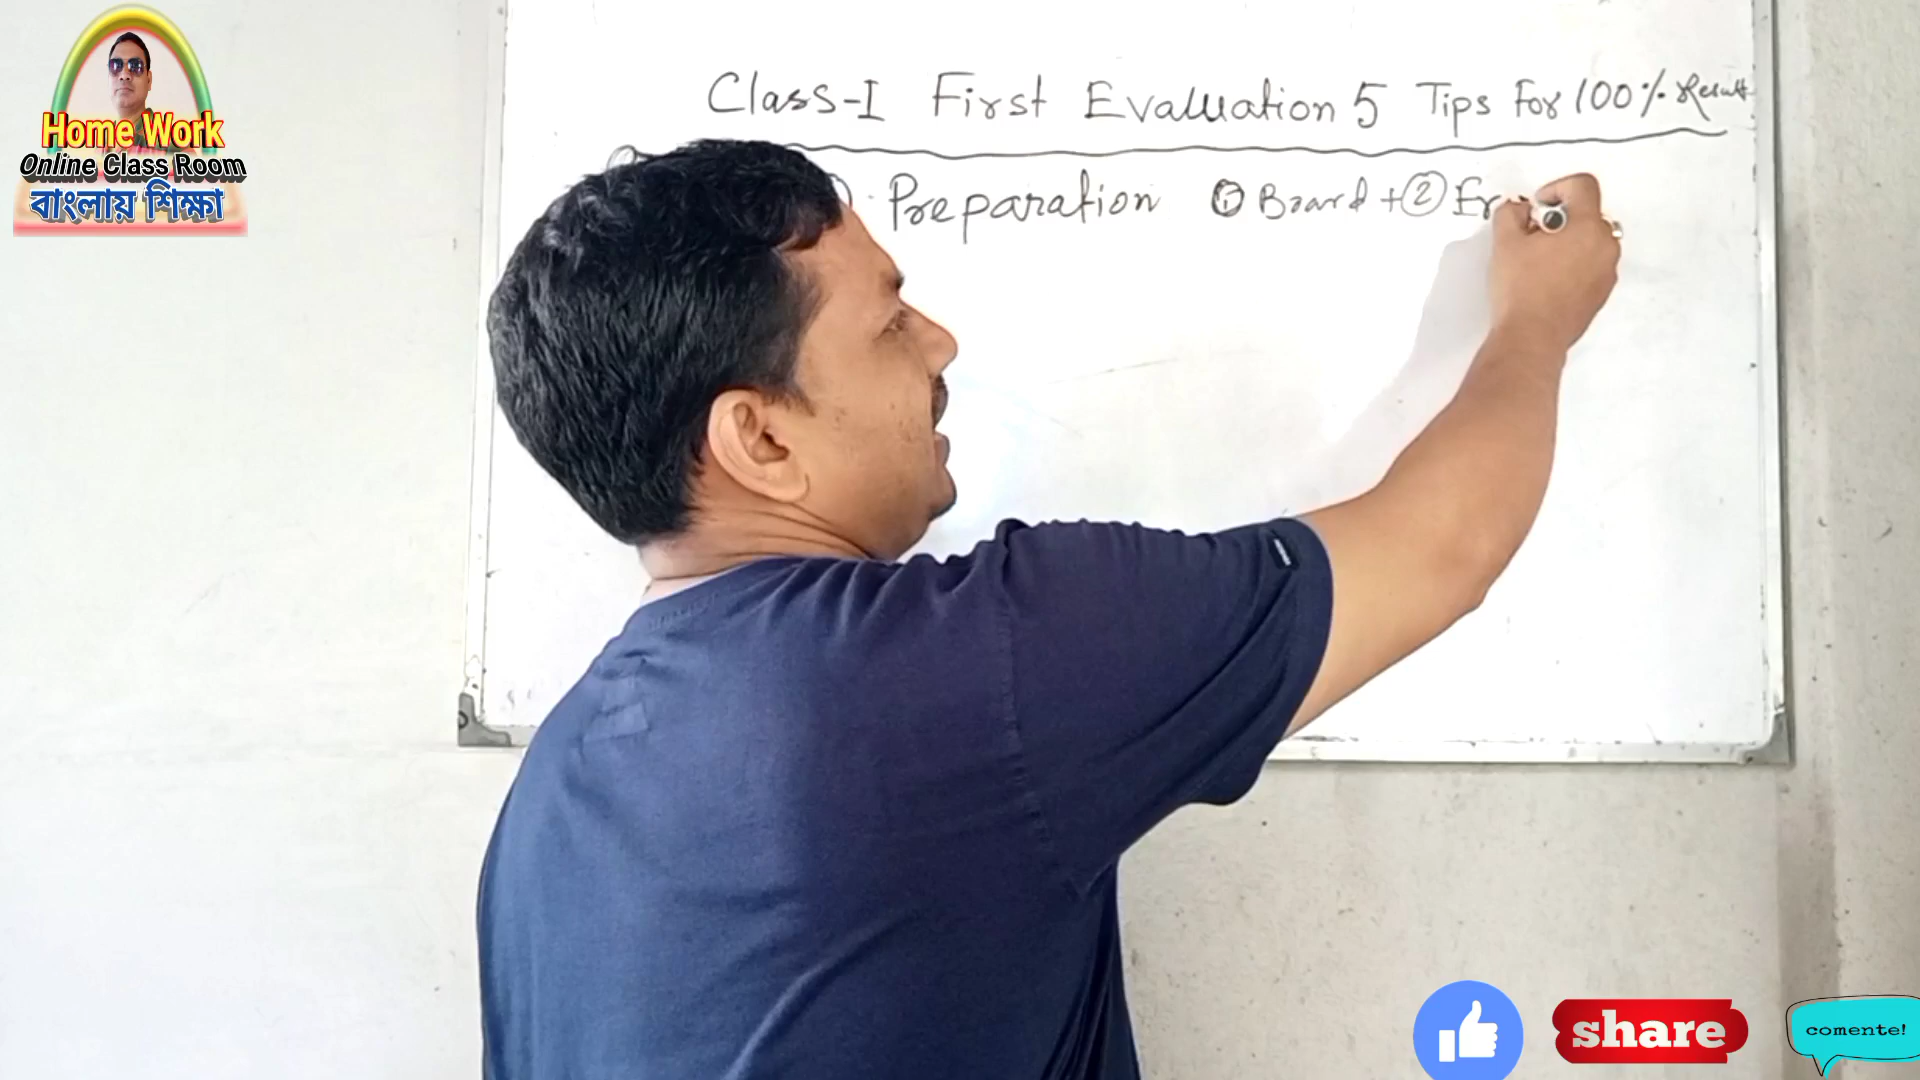 Home Work
Online Class Room
বাংলায় শিক্ষা
Class-I First Evaluation 5 Tips For 100% Result
Preparation ① Board + ②
share
comente!